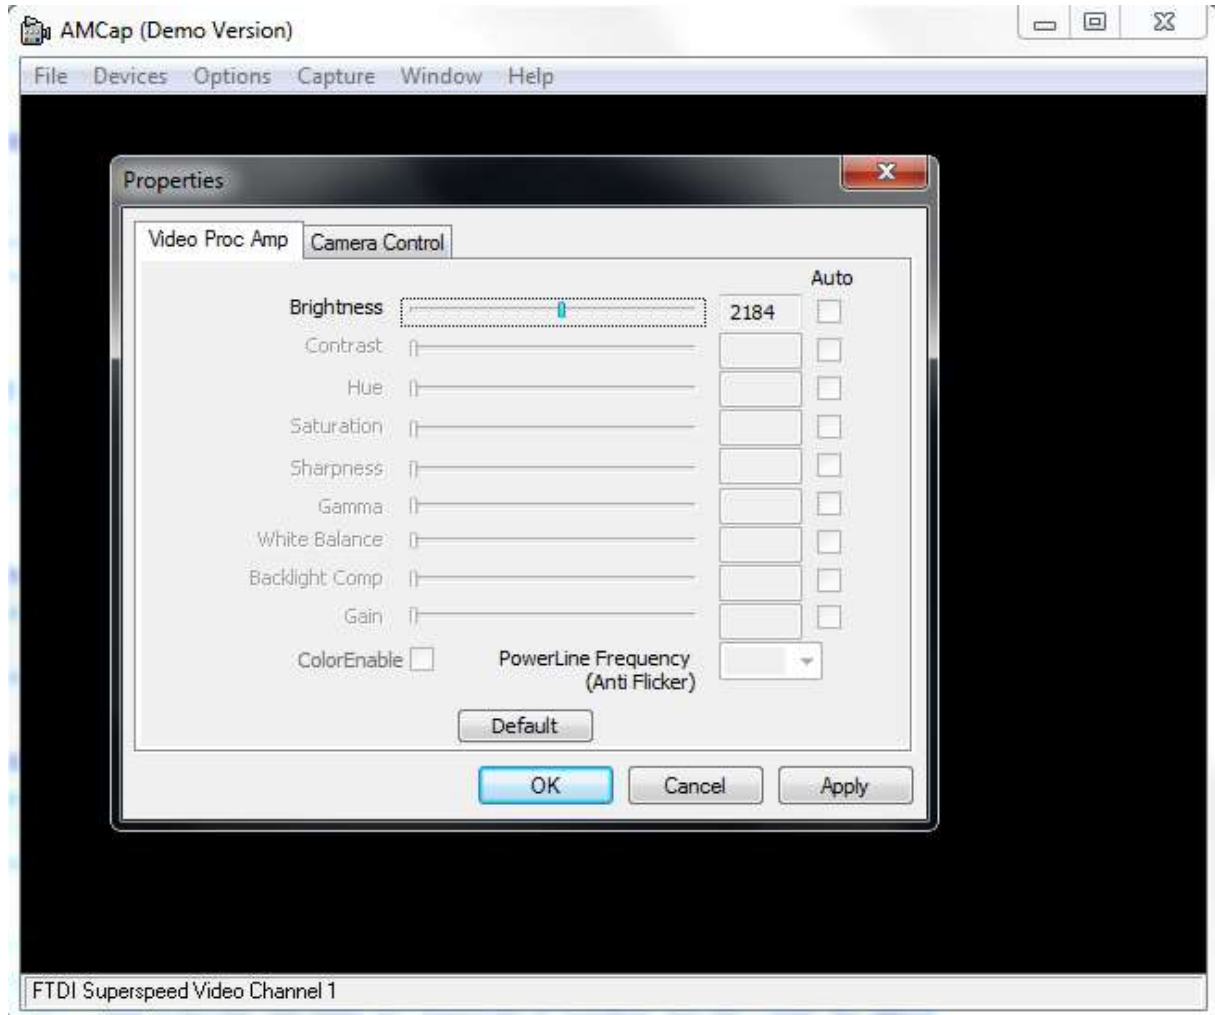 AMCap (Demo Version)
File Devices Options Capture Window Help
Properties
Video Proc Amp Camera Control
Auto
Brightness 2184
Contrast
Hue
Saturation
Sharpness
Gamma
White Balance
Backlight Comp
Gain
ColorEnable PowerLine Frequency
(Anti Flicker)
Default
OK Cancel Apply
FTDI Superspeed Video Channel 1